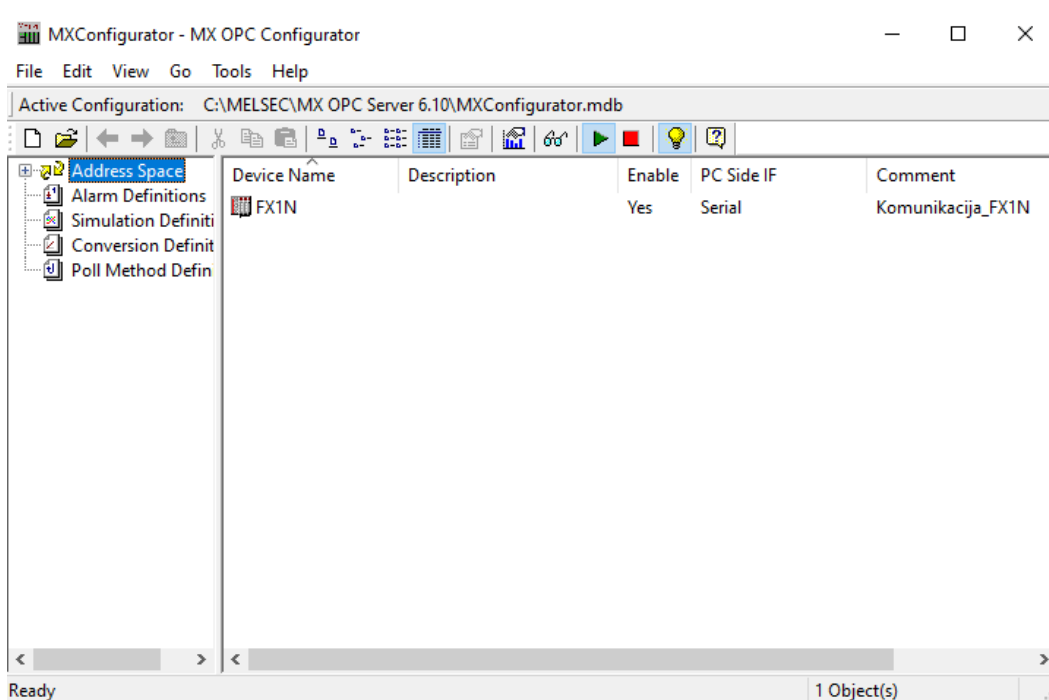 MXConfigurator - MX OPC Configurator
File Edit View Go Tools Help
Active Configuration: C:\MELSEC\MX OPC Server 6.10\MXConfigurator.mdb
Address Space
Alarm Definitions
Simulation Definiti
Conversion Definit
Poll Method Defin
Device Name Description Enable PC Side IF Comment
FX1N Yes Serial Komunikacija_FX1N
Ready 1 Object(s)